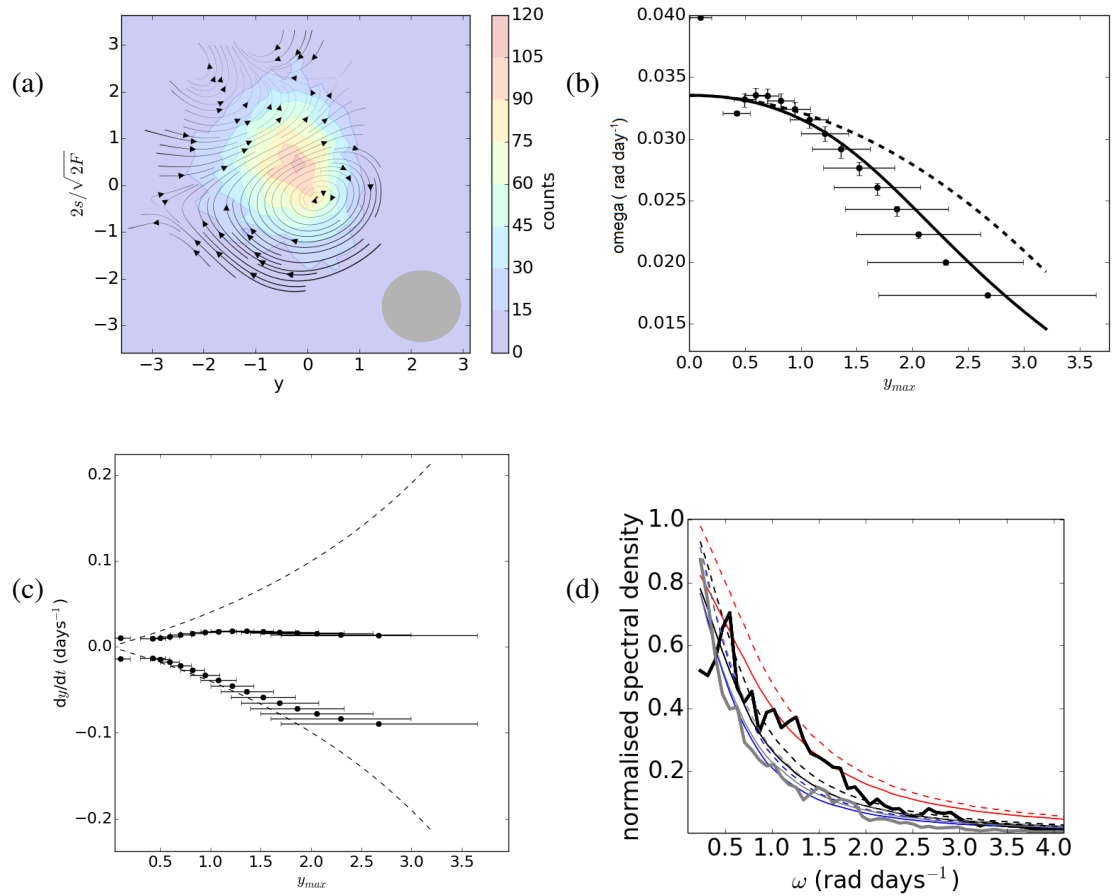 (a)
2s/√2F
3
2
1
0
−1
−2
−3
−3 −2 −1 0 1 2 3
y
120
105
90
75
60
45
30
15
0
counts
(b)
omega ( rad day⁻¹)
0.040
0.035
0.030
0.025
0.020
0.015
0.0 0.5 1.0 1.5 2.0 2.5 3.0 3.5
y_max
(c)
dy/dt (days⁻¹)
0.2
0.1
0.0
−0.1
−0.2
0.5 1.0 1.5 2.0 2.5 3.0 3.5
y_max
(d)
normalised spectral density
1.0
0.8
0.6
0.4
0.2
0.5 1.0 1.5 2.0 2.5 3.0 3.5 4.0
ω (rad days⁻¹)